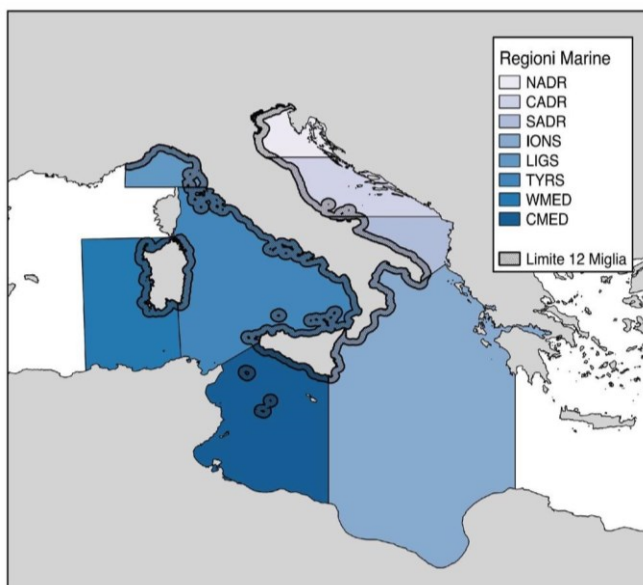 Regioni Marine
NADR
CADR
SADR
IONS
LIGS
TYRS
WMED
CMED
Limite 12 Miglia